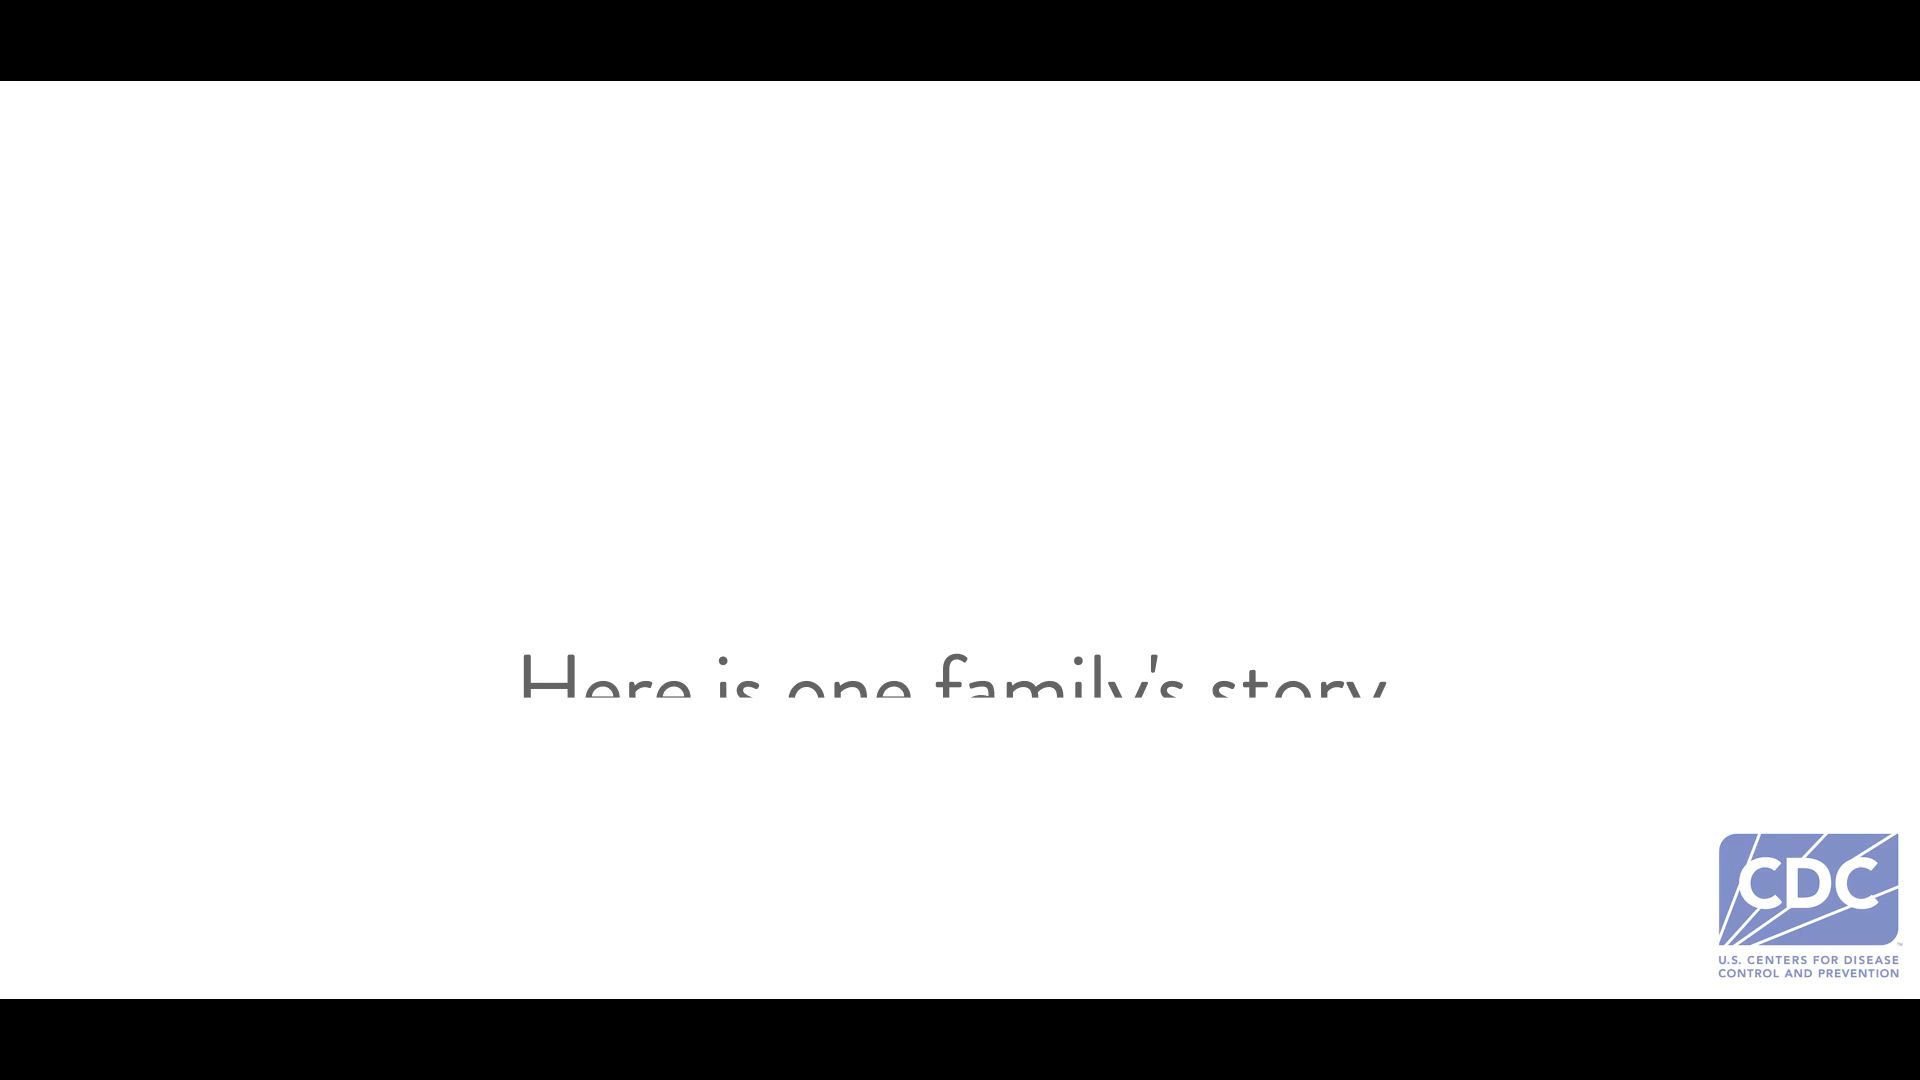 Here is one family's story
CDC
U.S. CENTERS FOR DISEASE
CONTROL AND PREVENTION